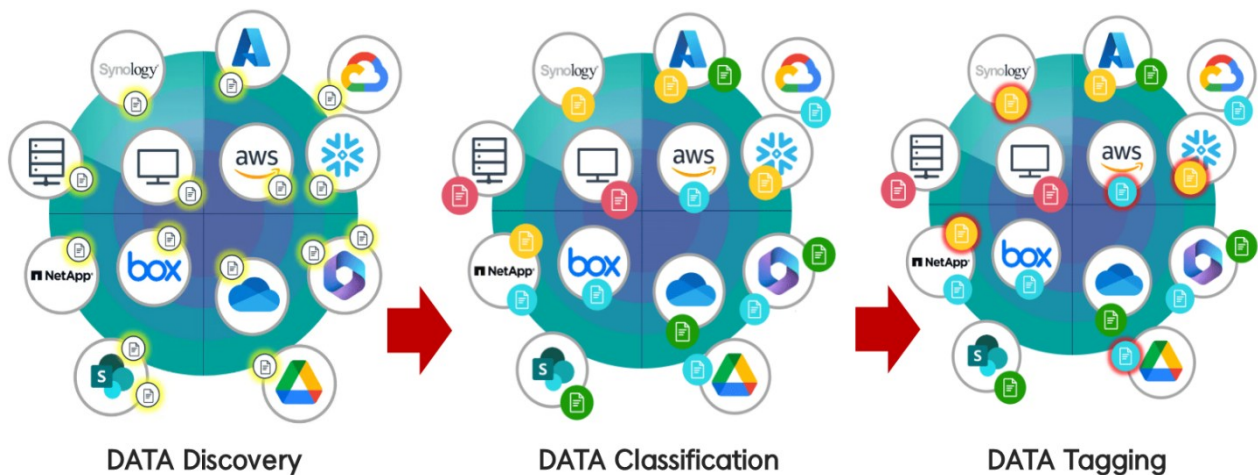 Synology
aws
NetApp
box
S
DATA Discovery
Synology
aws
NetApp
box
S
DATA Classification
Synology
aws
NetApp
box
S
DATA Tagging